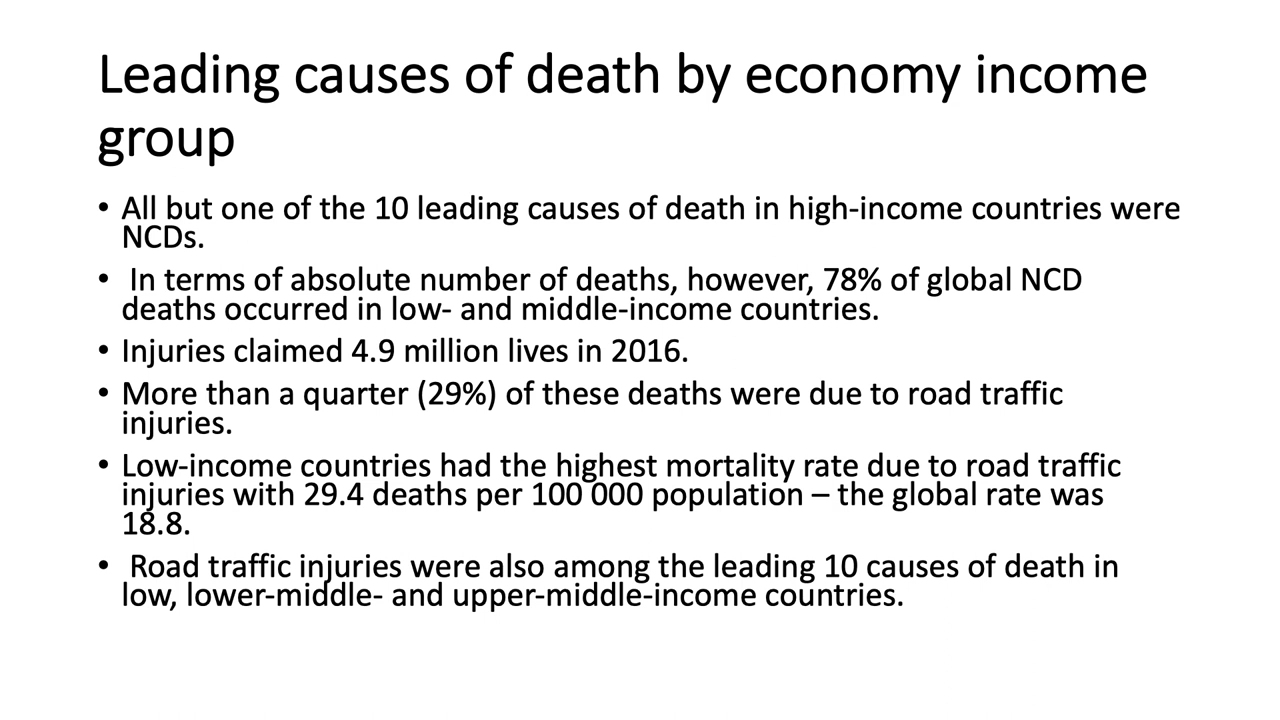 Leading causes of death by economy income
group
• All but one of the 10 leading causes of death in high-income countries were
NCDs.
• In terms of absolute number of deaths, however, 78% of global NCD
deaths occurred in low- and middle-income countries.
• Injuries claimed 4.9 million lives in 2016.
• More than a quarter (29%) of these deaths were due to road traffic
injuries.
• Low-income countries had the highest mortality rate due to road traffic
injuries with 29.4 deaths per 100 000 population – the global rate was
18.8.
• Road traffic injuries were also among the leading 10 causes of death in
low, lower-middle- and upper-middle-income countries.